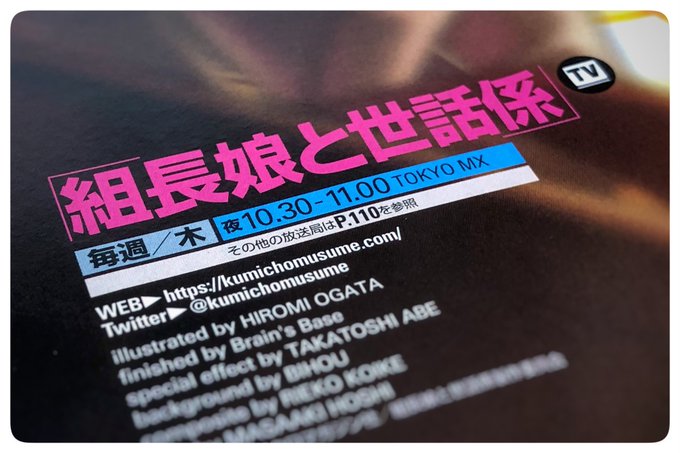 TV
組長娘と世話係
毎週／木 夜10.30-11.00 TOKYO MX
その他の放送局はP.110を参照
WEB▶https://kumichomusume.com/
Twitter▶@kumichomusume
illustrated by HIROMI OGATA
finished by Brain's Base
special effect by TAKATOSHI ABE
background by BIHOU
composite by RIEKO KOIKE
MASAAKI HOSHI